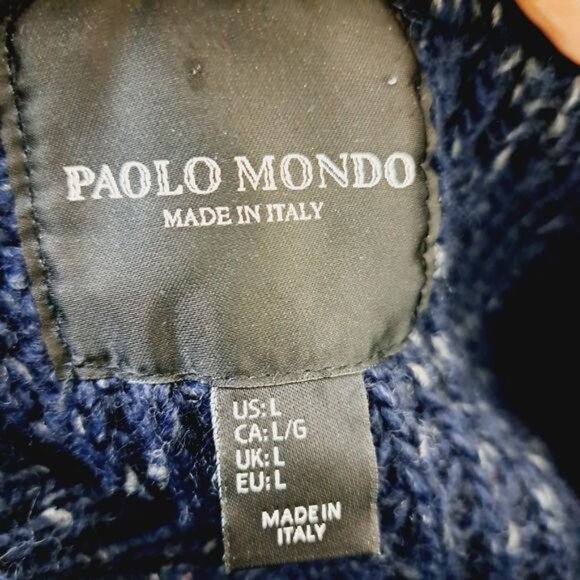 PAOLO MONDO
MADE IN ITALY
US: L
CA: L/G
UK: L
EU: L
MADE IN
ITALY